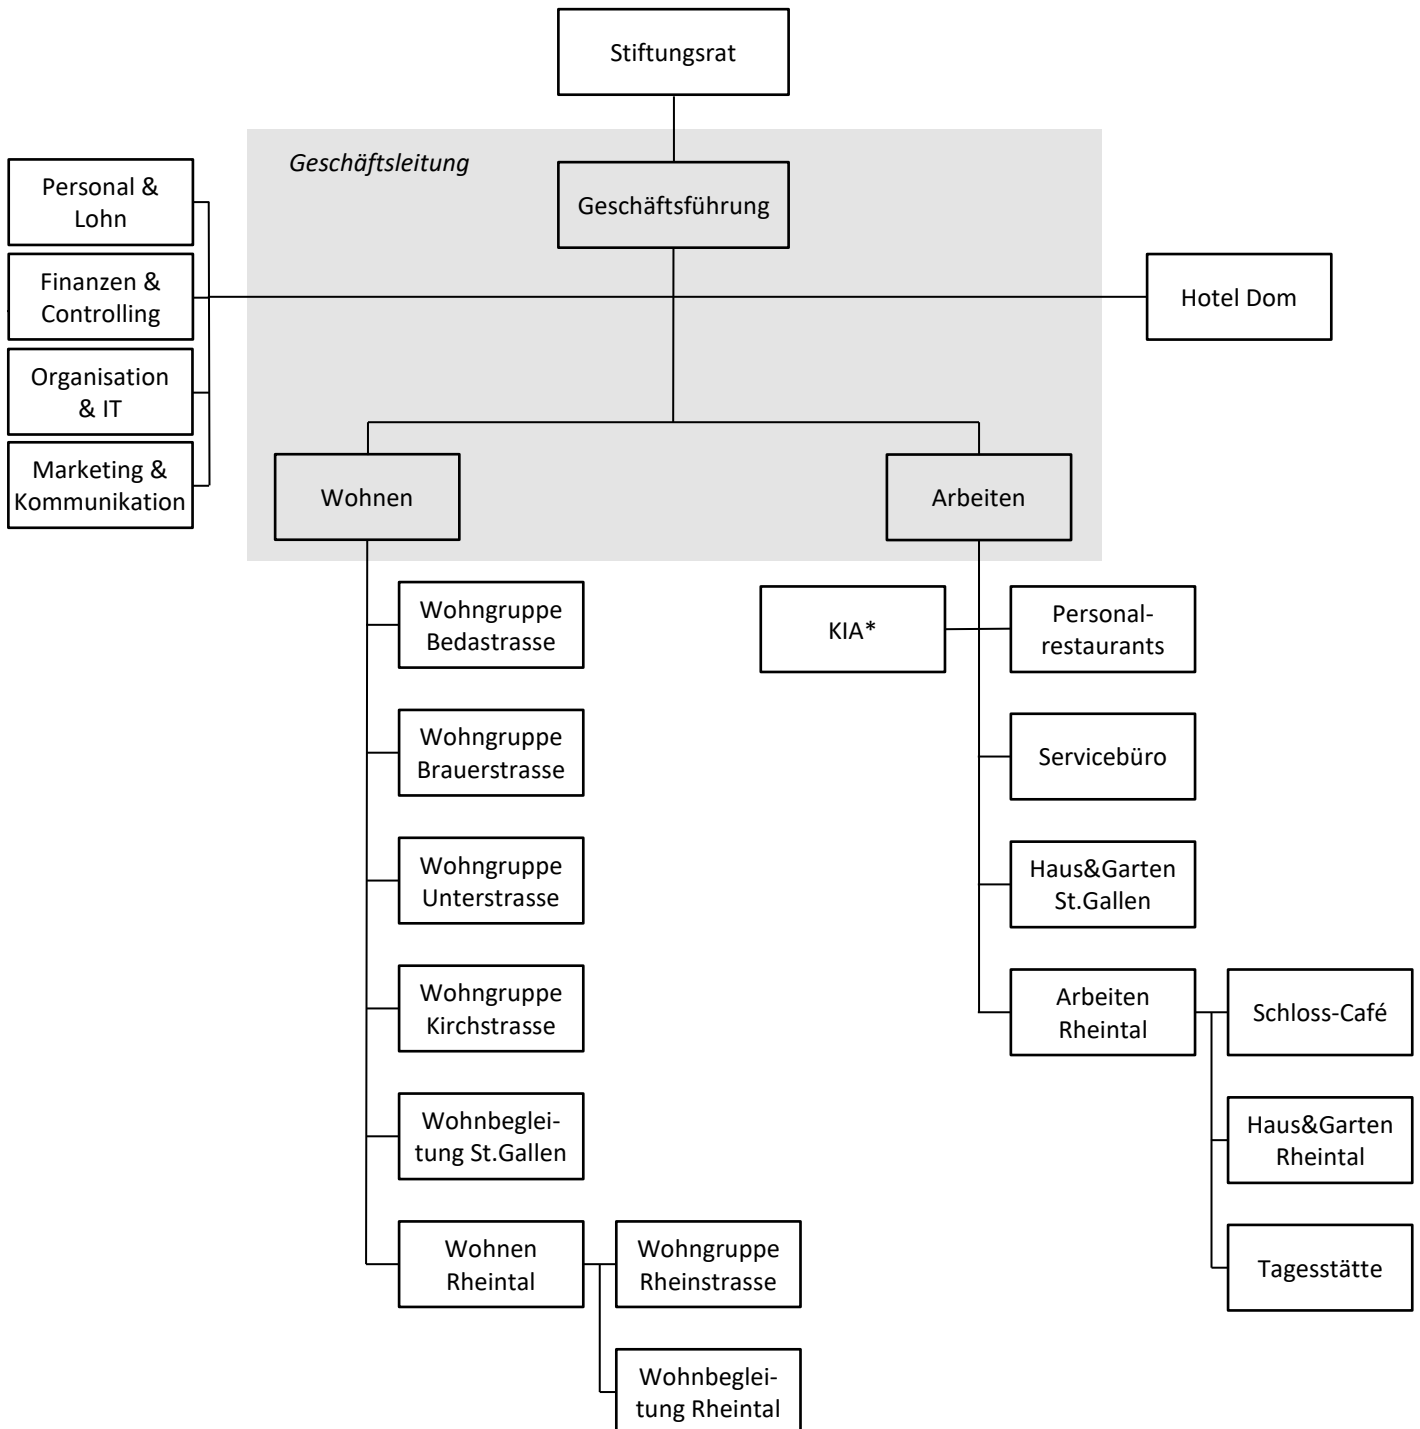 Stiftungsrat
Geschäftsleitung
Geschäftsführung
Personal &
Lohn
Finanzen &
Controlling
Organisation
& IT
Marketing &
Kommunikation
Hotel Dom
Wohnen
Arbeiten
Wohngruppe
Bedastrasse
Wohngruppe
Brauerstrasse
Wohngruppe
Unterstrasse
Wohngruppe
Kirchstrasse
Wohnbeglei-
tung St.Gallen
Wohnen
Rheintal
Wohngruppe
Rheinstrasse
Wohnbeglei-
tung Rheintal
KIA*
Personal-
restaurants
Servicebüro
Haus&Garten
St.Gallen
Arbeiten
Rheintal
Schloss-Café
Haus&Garten
Rheintal
Tagesstätte